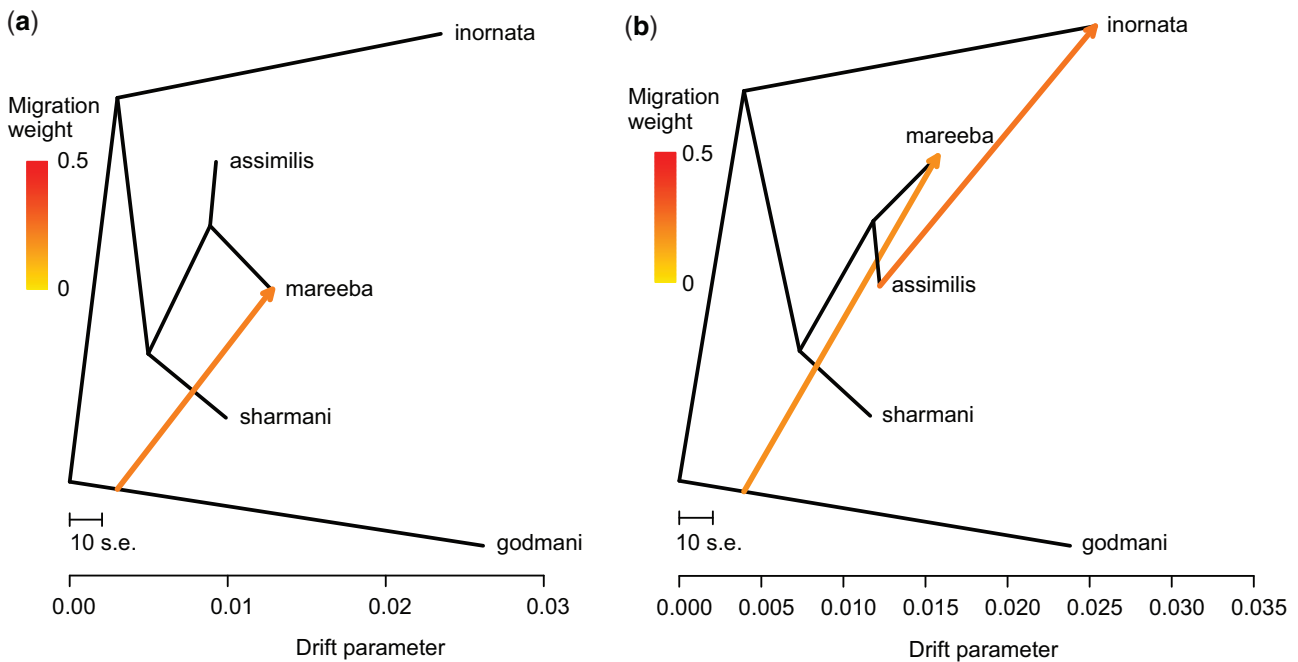 (a)
inornata
Migration
weight
0.5
0
assimilis
mareeba
sharmani
godmani
10 s.e.
0.00 0.01 0.02 0.03
Drift parameter
(b)
inornata
Migration
weight
0.5
0
mareeba
assimilis
sharmani
godmani
10 s.e.
0.000 0.005 0.010 0.015 0.020 0.025 0.030 0.035
Drift parameter